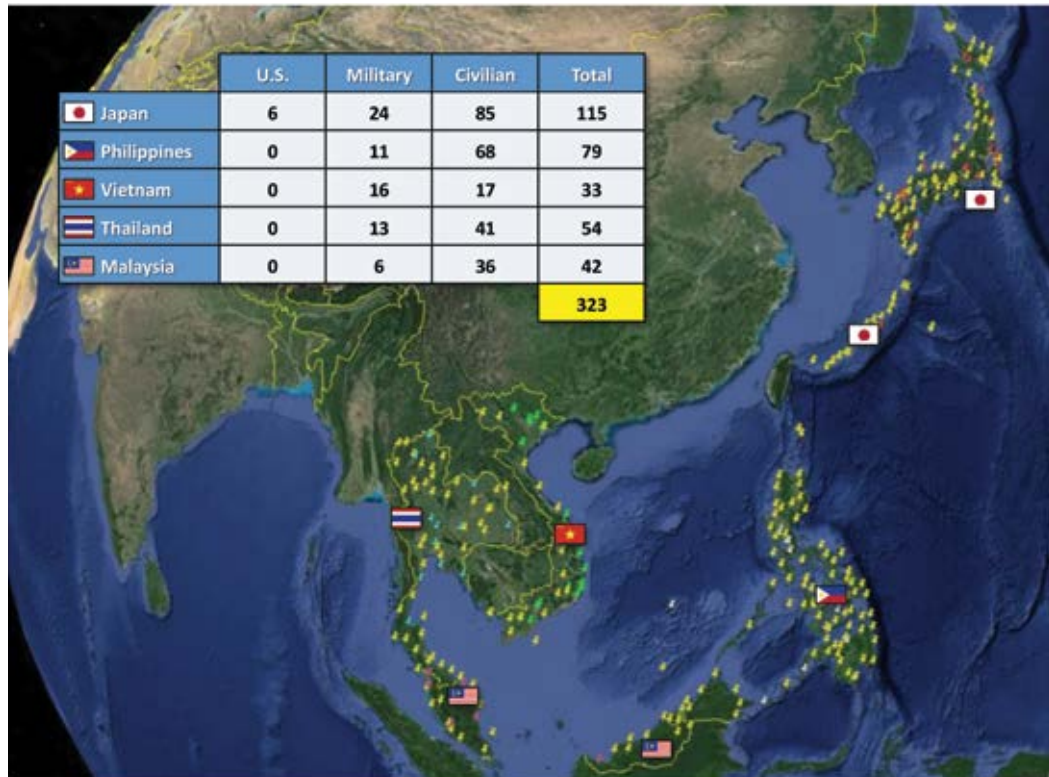 U.S. Military Civilian Total
Japan 6 24 85 115
Philippines 0 11 68 79
Vietnam 0 16 17 33
Thailand 0 13 41 54
Malaysia 0 6 36 42
323